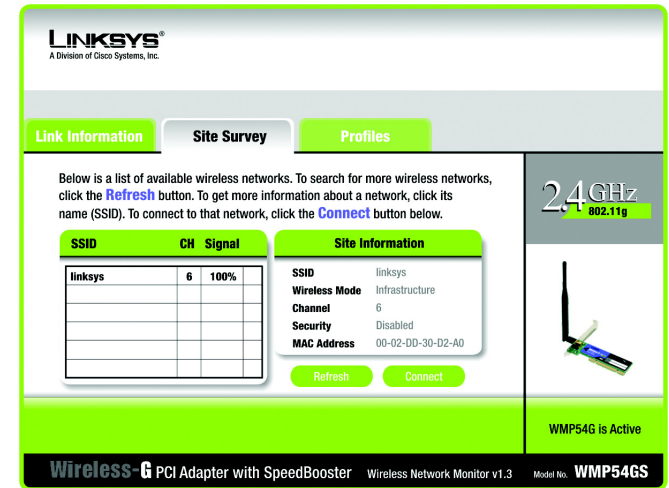 LINKSYS®
A Division of Cisco Systems, Inc.
Link Information
Site Survey
Profiles
Below is a list of available wireless networks. To search for more wireless networks,
click the Refresh button. To get more information about a network, click its
name (SSID). To connect to that network, click the Connect button below.
SSID CH Signal
linksys 6 100%
Site Information
SSID linksys
Wireless Mode Infrastructure
Channel 6
Security Disabled
MAC Address 00-02-DD-30-D2-A0
Refresh
Connect
2.4GHz
802.11g
WMP54G is Active
Wireless-G PCI Adapter with SpeedBooster Wireless Network Monitor v1.3 Model No. WMP54GS